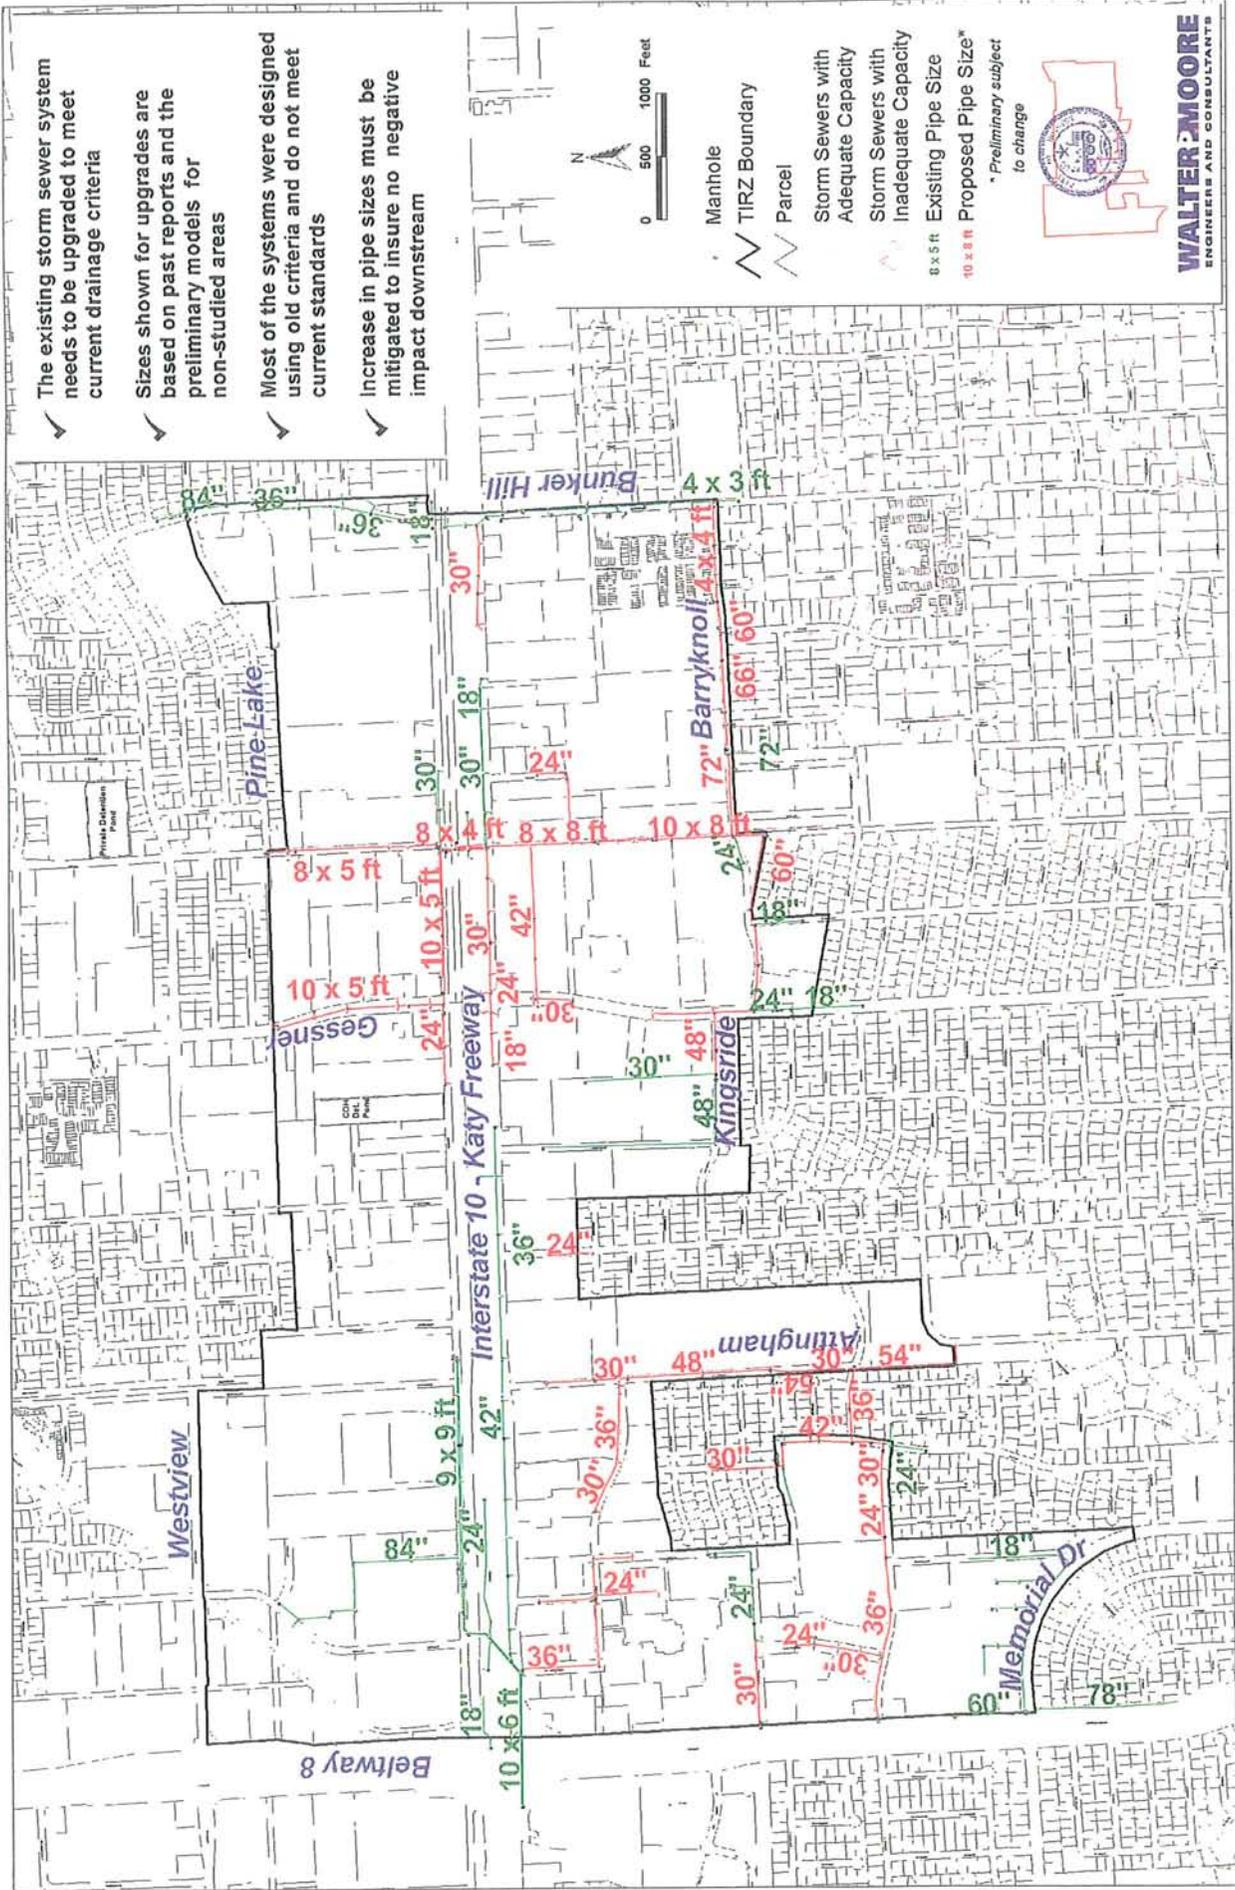 The existing storm sewer system
needs to be upgraded to meet
current drainage criteria
Sizes shown for upgrades are
based on past reports and the
preliminary models for
non-studied areas
Most of the systems were designed
using old criteria and do not meet
current standards
Increase in pipe sizes must be
mitigated to insure no negative
impact downstream
N
0 500 1000 Feet
Manhole
TIRZ Boundary
Parcel
Storm Sewers with
Adequate Capacity
Storm Sewers with
Inadequate Capacity
8 x 5 ft Existing Pipe Size
10 x 8 ft Proposed Pipe Size*
* Preliminary subject
to change
WALTER P MOORE
ENGINEERS AND CONSULTANTS
Westview
Pine Lake
Private Detention
Pond
Gessner
COH
Det.
Pond
Beltway 8
Interstate 10 - Katy Freeway
Bunker Hill
Barryknoll
Kingsride
Attingham
Memorial Dr
84"
36"
36"
18"
30"
4 x 3 ft
4 x 4 ft
60"
66"
72"
72"
18"
30"
30"
24"
8 x 4 ft
8 x 8 ft
10 x 8 ft
8 x 5 ft
10 x 5 ft
10 x 5 ft
24"
30"
42"
24"
18"
30"
24"
60"
18"
24"
18"
48"
30"
48"
36"
24"
9 x 9 ft
42"
24"
84"
18"
10 x 6 ft
36"
24"
30"
36"
30"
48"
30"
54"
54"
36"
42"
30"
30"
24"
24"
36"
24"
30"
24"
30"
18"
60"
78"